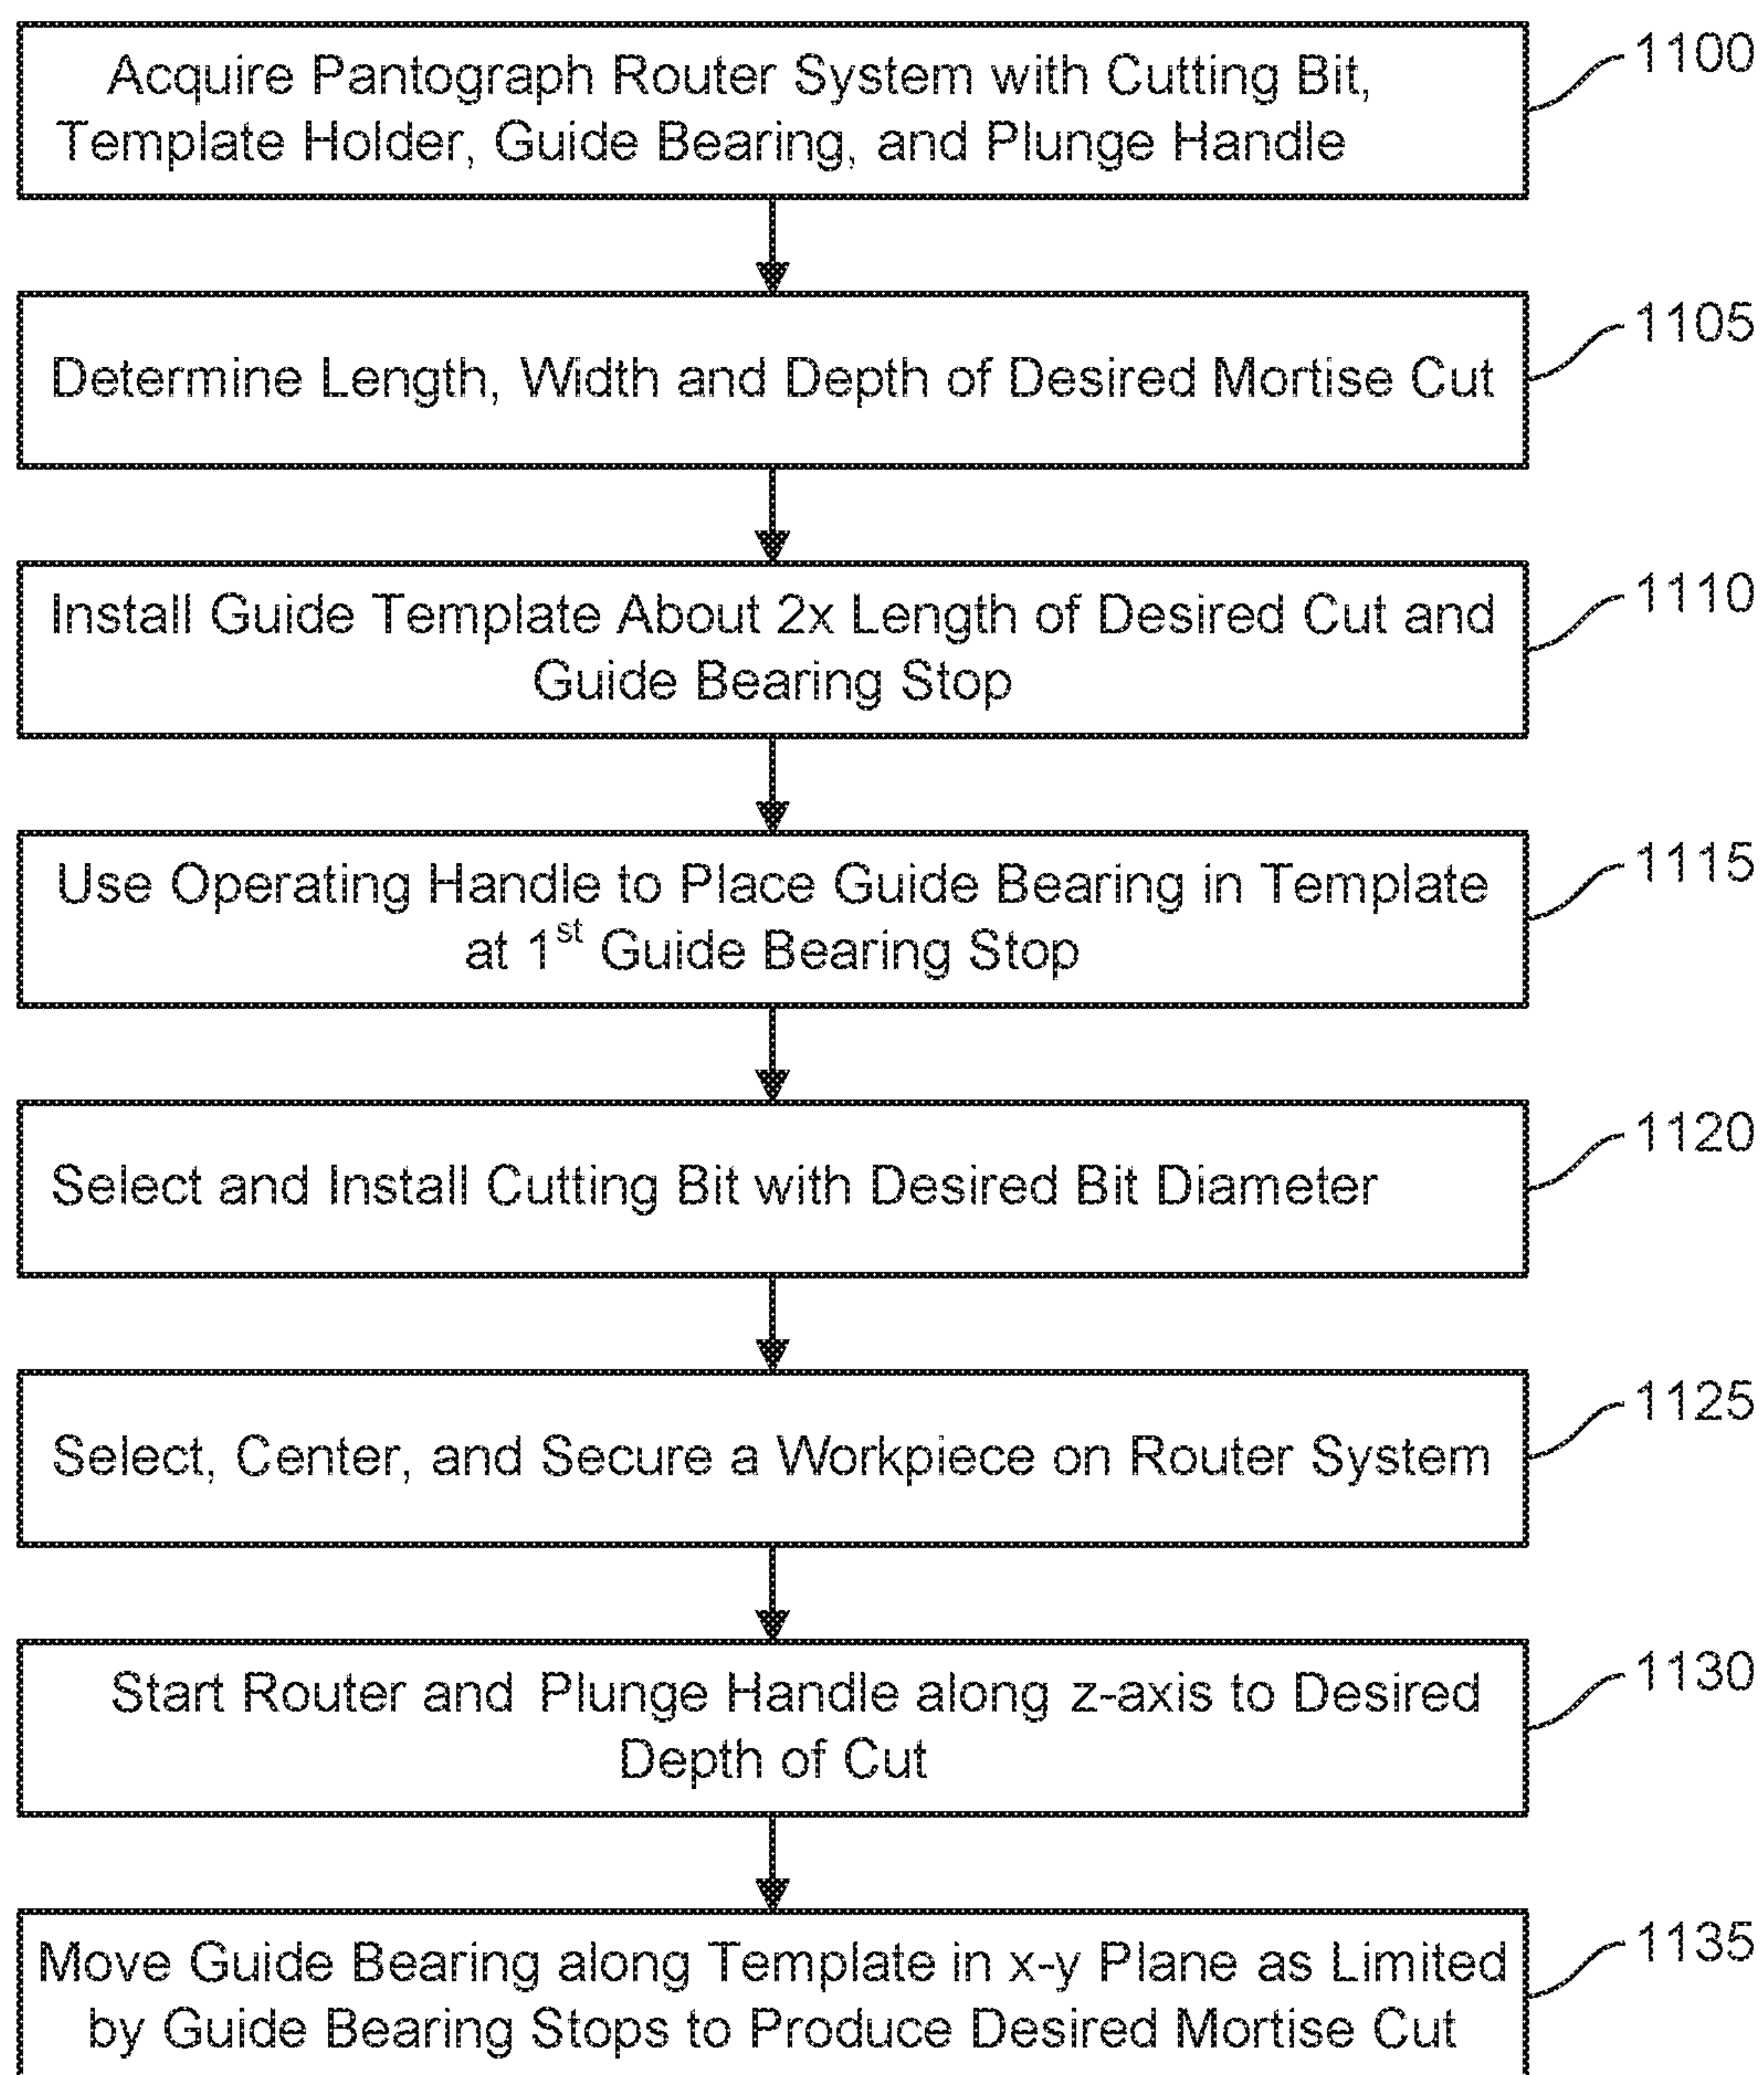 Acquire Pantograph Router System with Cutting Bit,
Template Holder, Guide Bearing, and Plunge Handle
1100
Determine Length, Width and Depth of Desired Mortise Cut
1105
Install Guide Template About 2x Length of Desired Cut and
Guide Bearing Stop
1110
Use Operating Handle to Place Guide Bearing in Template
at 1st Guide Bearing Stop
1115
Select and Install Cutting Bit with Desired Bit Diameter
1120
Select, Center, and Secure a Workpiece on Router System
1125
Start Router and Plunge Handle along z-axis to Desired
Depth of Cut
1130
Move Guide Bearing along Template in x-y Plane as Limited
by Guide Bearing Stops to Produce Desired Mortise Cut
1135